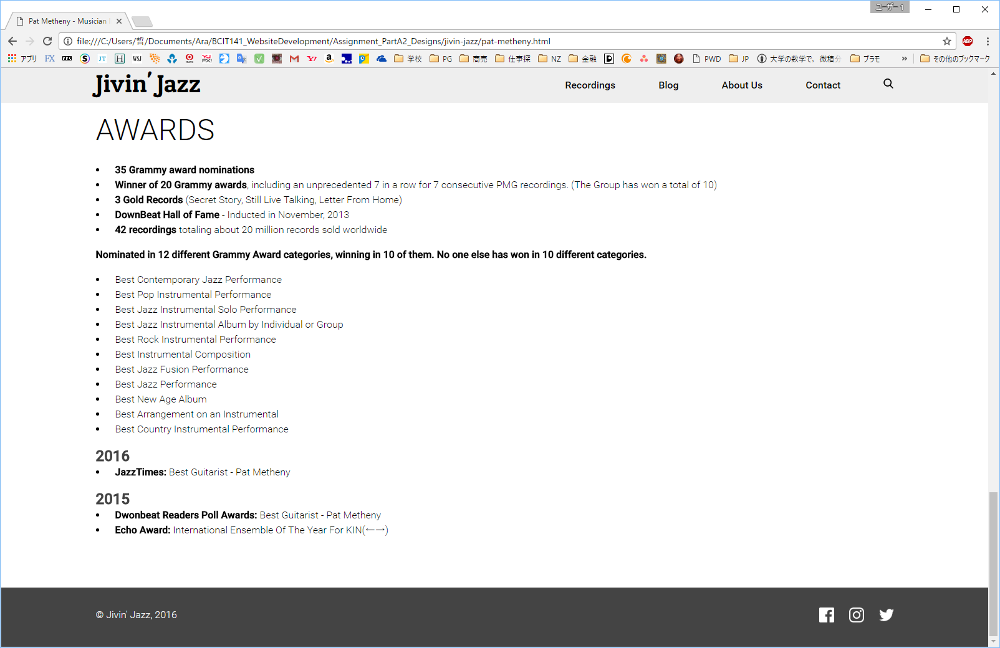 ユーザー 1
Pat Metheny - Musician
file:///C:/Users/哲/Documents/Ara/BCIT141_WebsiteDevelopment/Assignment_PartA2_Designs/jivin-jazz/pat-metheny.html
ABP
アプリ FX BBC S JT H WSJ 学校 PG 商売 仕事探 NZ 金融 D PWD JP 大学の数学で，微積分 プラモ » その他のブックマーク
Jivin' Jazz Recordings Blog About Us Contact
AWARDS
• 35 Grammy award nominations
• Winner of 20 Grammy awards, including an unprecedented 7 in a row for 7 consecutive PMG recordings. (The Group has won a total of 10)
• 3 Gold Records (Secret Story, Still Live Talking, Letter From Home)
• DownBeat Hall of Fame - Inducted in November, 2013
• 42 recordings totaling about 20 million records sold worldwide
Nominated in 12 different Grammy Award categories, winning in 10 of them. No one else has won in 10 different categories.
• Best Contemporary Jazz Performance
• Best Pop Instrumental Performance
• Best Jazz Instrumental Solo Performance
• Best Jazz Instrumental Album by Individual or Group
• Best Rock Instrumental Performance
• Best Instrumental Composition
• Best Jazz Fusion Performance
• Best Jazz Performance
• Best New Age Album
• Best Arrangement on an Instrumental
• Best Country Instrumental Performance
2016
• JazzTimes: Best Guitarist - Pat Metheny
2015
• Dwonbeat Readers Poll Awards: Best Guitarist - Pat Metheny
• Echo Award: International Ensemble Of The Year For KIN(←→)
© Jivin' Jazz, 2016